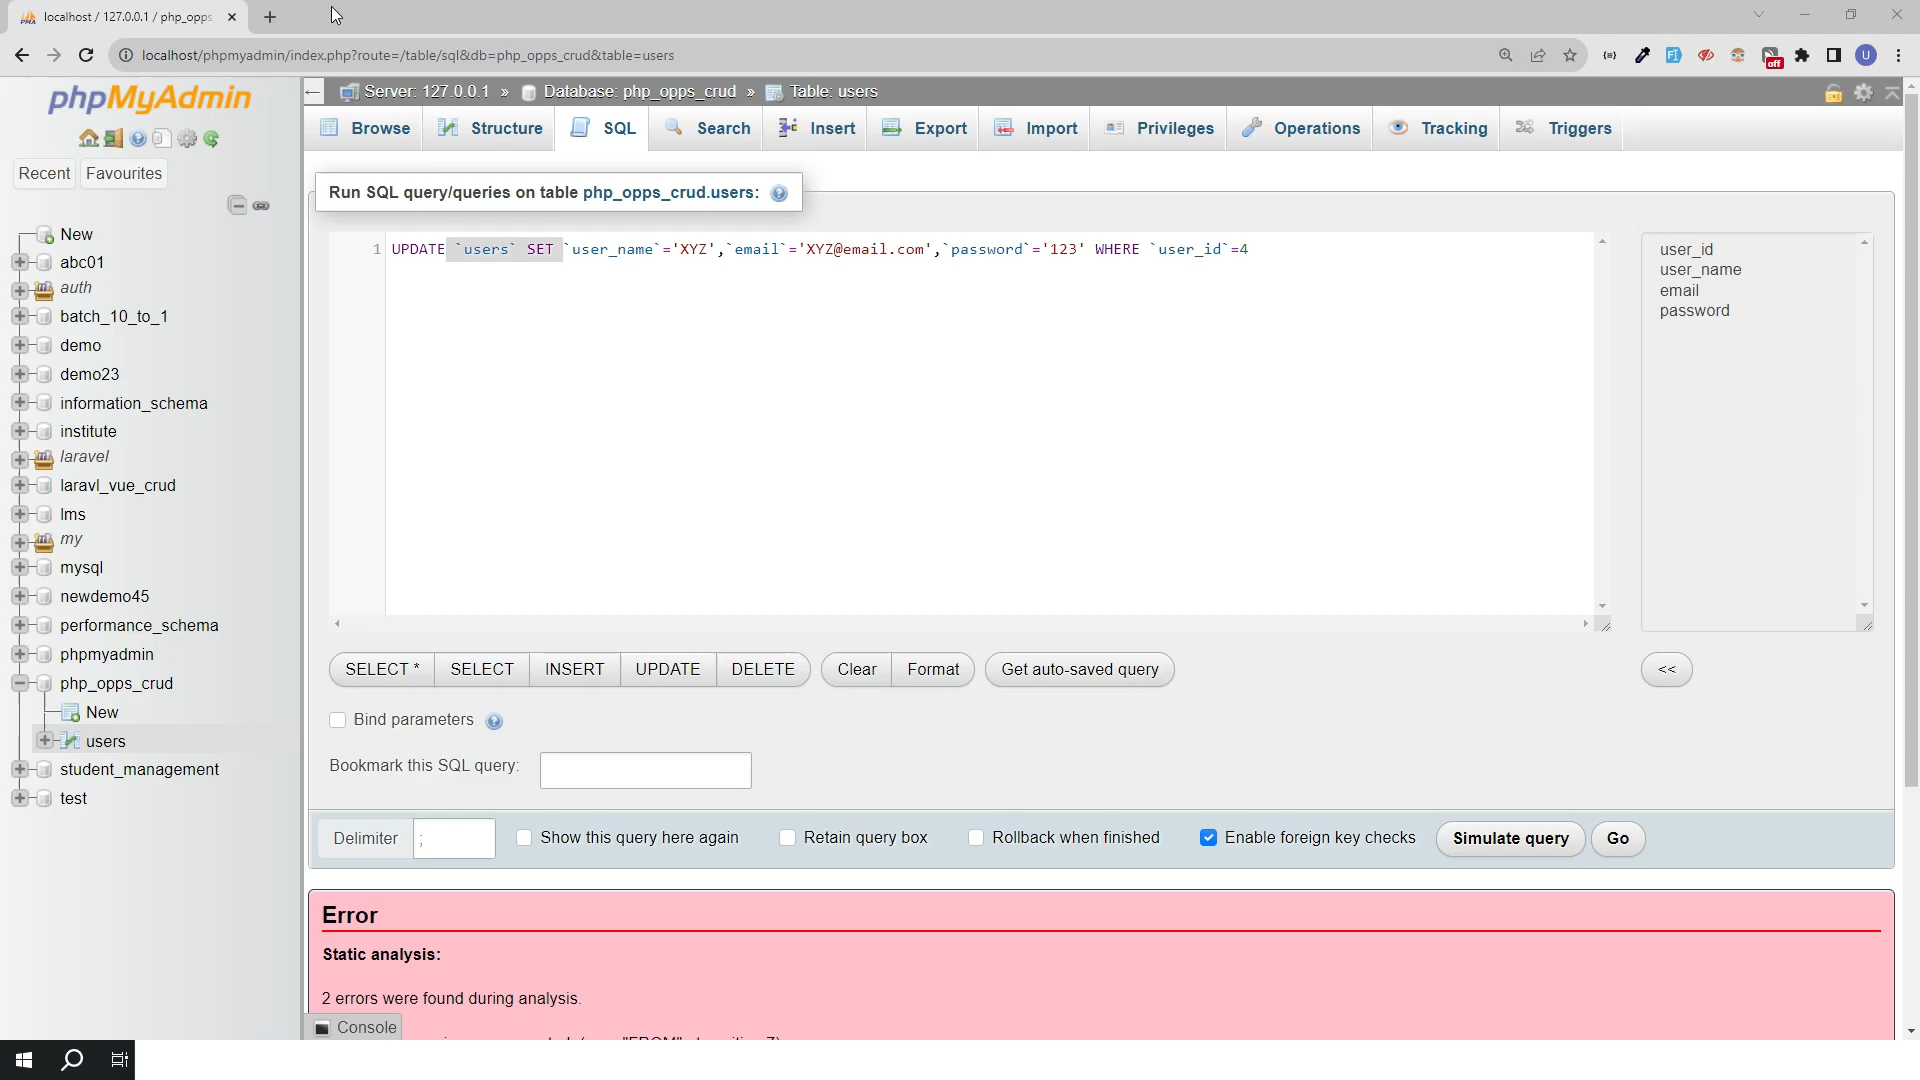 localhost / 127.0.0.1 / php_opps
localhost/phpmyadmin/index.php?route=/table/sql&db=php_opps_crud&table=users
off
U
phpMyAdmin
Server: 127.0.0.1 » Database: php_opps_crud » Table: users
Browse Structure SQL Search Insert Export Import Privileges Operations Tracking Triggers
Recent Favourites
Run SQL query/queries on table php_opps_crud.users:
1 UPDATE `users` SET `user_name`='XYZ',`email`='XYZ@email.com',`password`='123' WHERE `user_id`=4
user_id
user_name
email
password
New
abc01
auth
batch_10_to_1
demo
demo23
information_schema
institute
laravel
laravl_vue_crud
lms
my
mysql
newdemo45
performance_schema
phpmyadmin
php_opps_crud
New
users
student_management
test
SELECT * SELECT INSERT UPDATE DELETE Clear Format Get auto-saved query <<
Bind parameters
Bookmark this SQL query:
Delimiter ; Show this query here again Retain query box Rollback when finished Enable foreign key checks Simulate query Go
Error
Static analysis:
2 errors were found during analysis.
Console